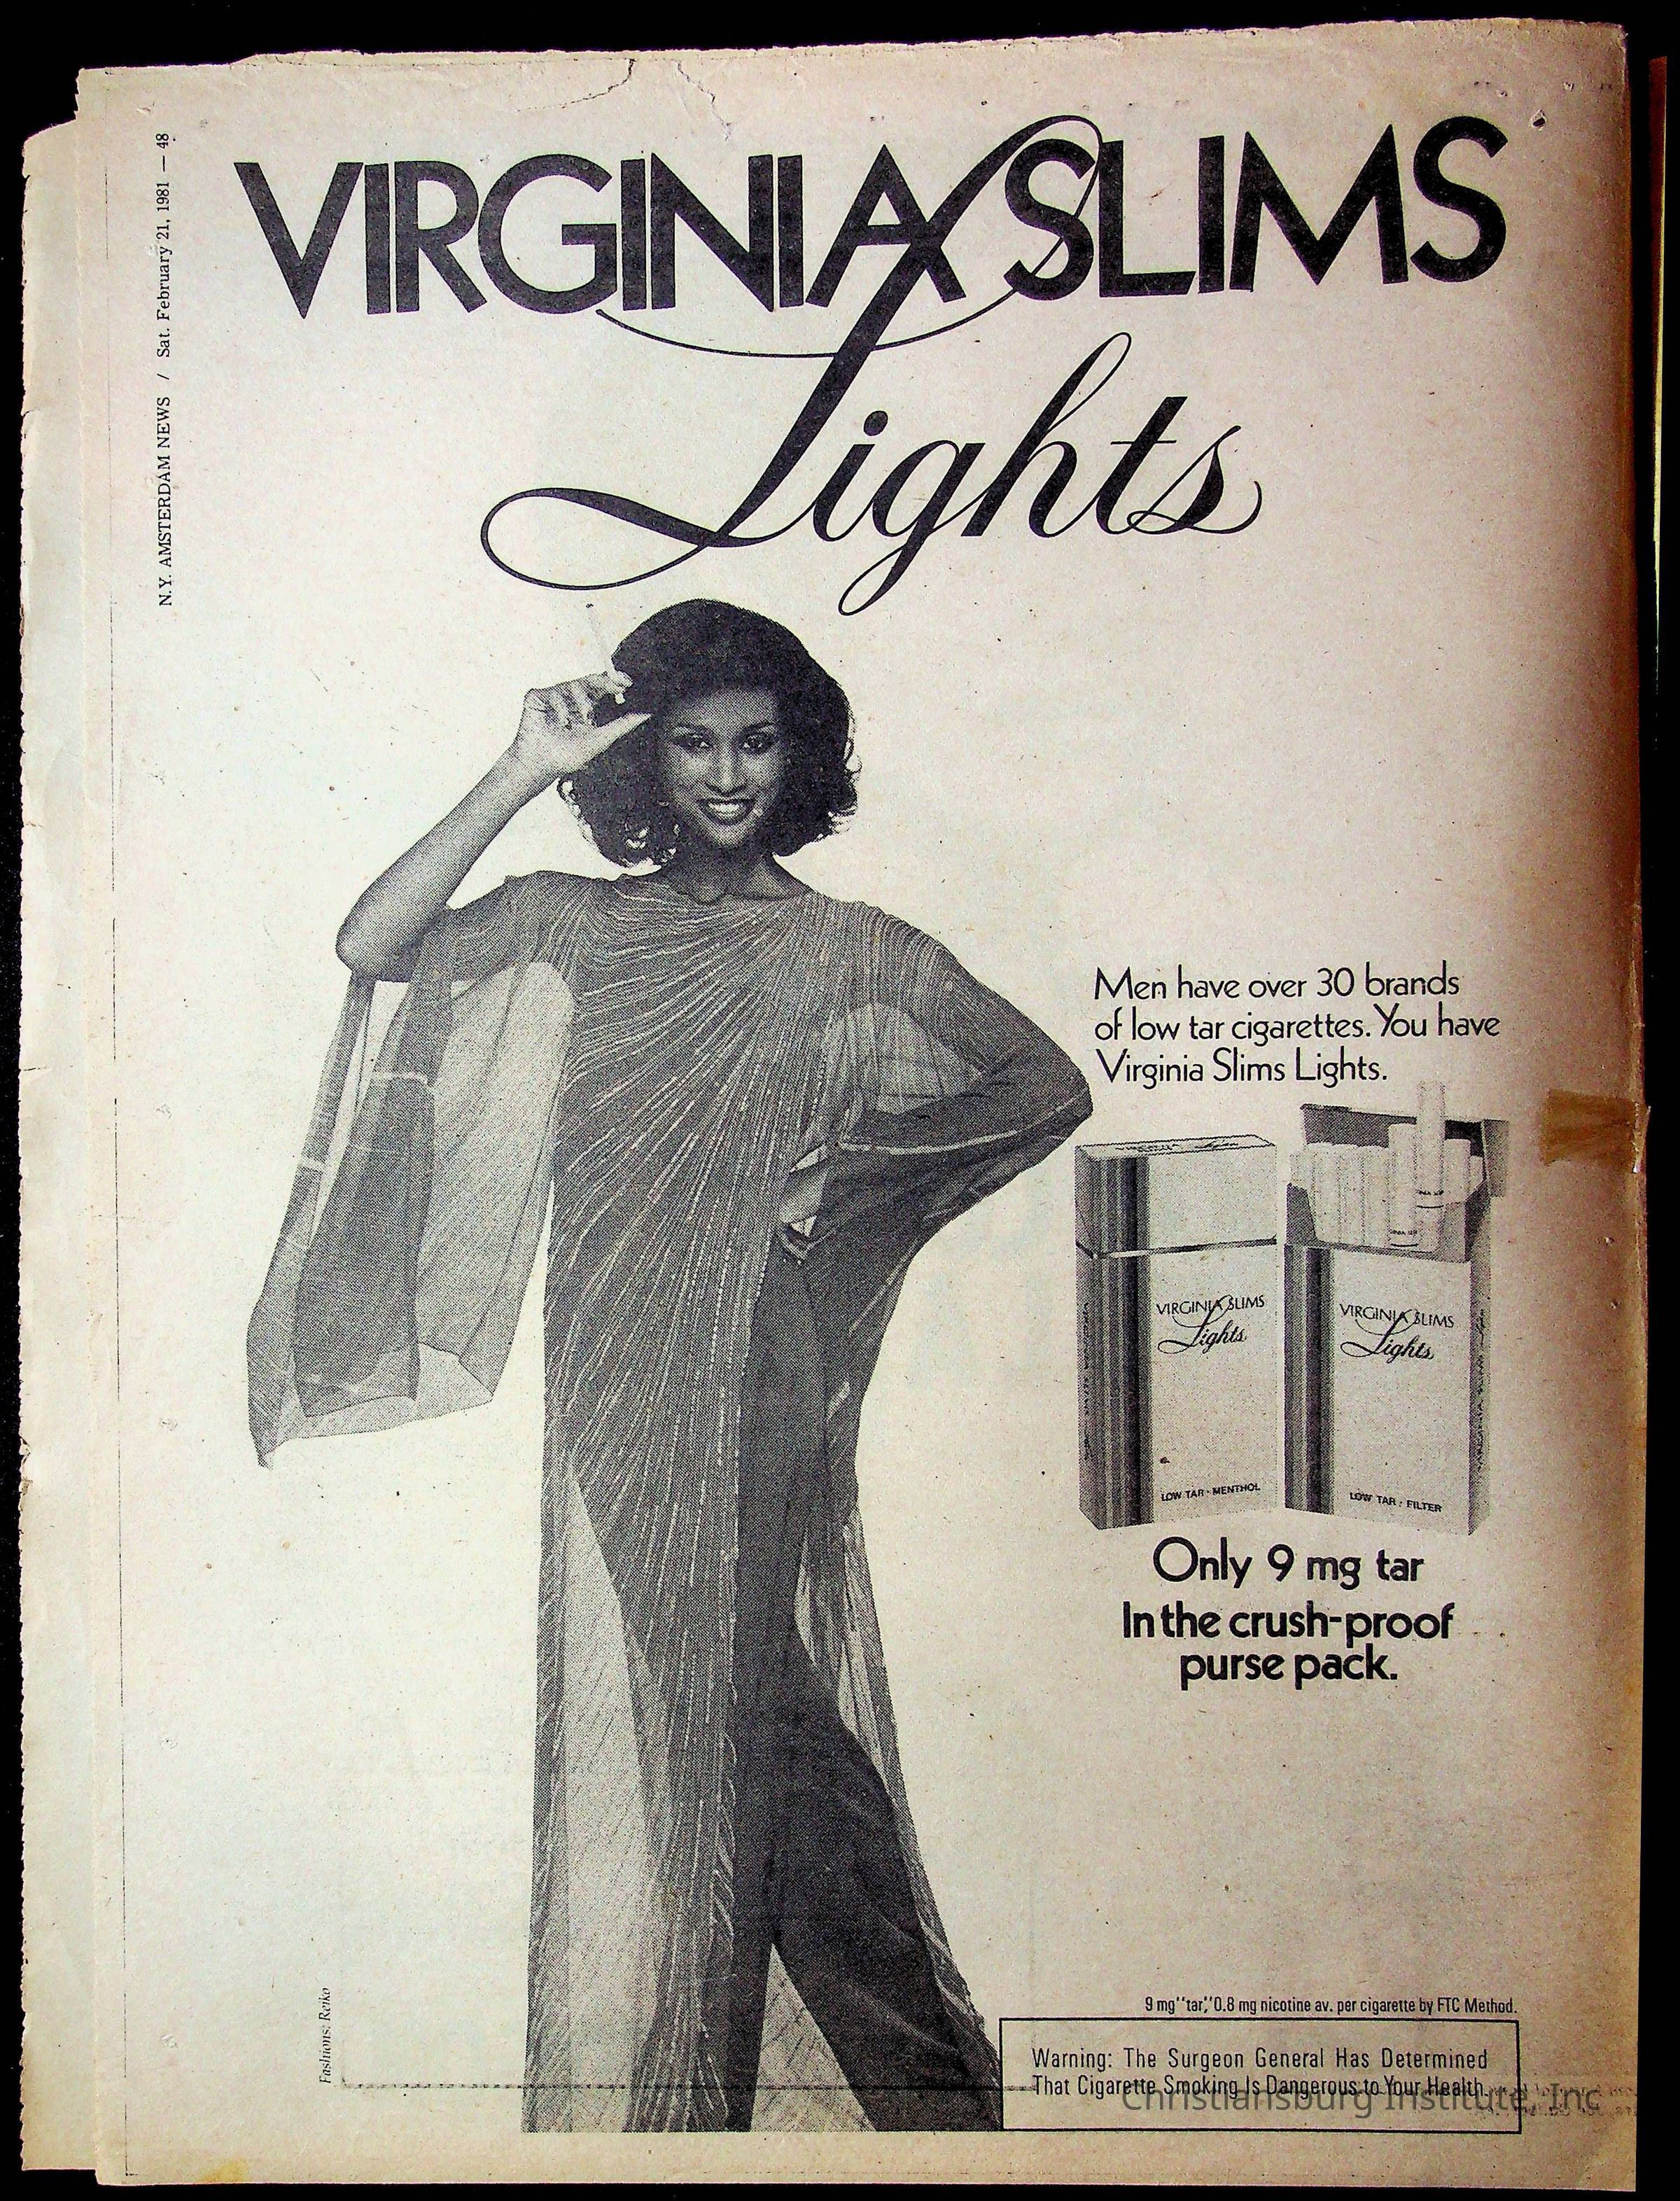 N.Y. AMSTERDAM NEWS / Sat. February 21, 1981 — 48
VIRGINIA SLIMS
Lights
Men have over 30 brands
of low tar cigarettes. You have
Virginia Slims Lights.
VIRGINIA SLIMS
Lights
LOW TAR · MENTHOL
VIRGINIA SLIMS
Lights
LOW TAR · FILTER
Only 9 mg tar
In the crush-proof
purse pack.
Fashions: Reiko
9 mg "tar," 0.8 mg nicotine av. per cigarette by FTC Method.
Warning: The Surgeon General Has Determined
That Cigarette Smoking Is Dangerous to Your Health.
Christiansburg Institute, Inc